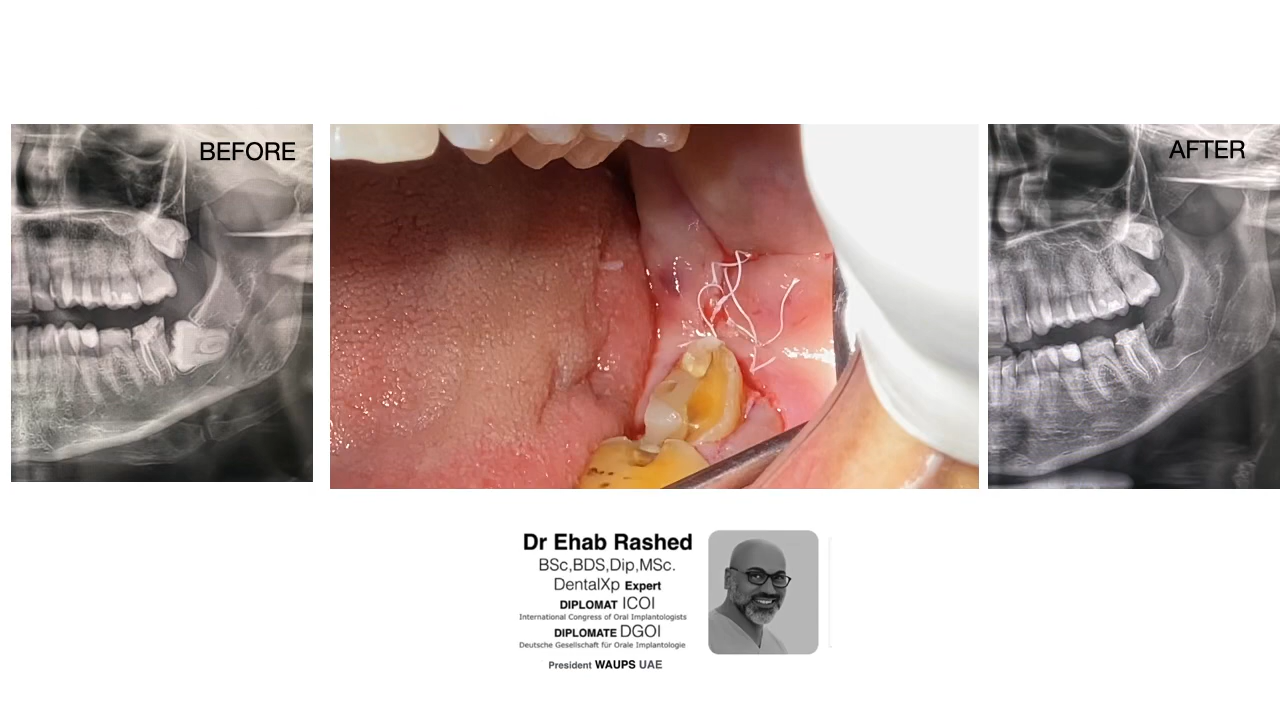 BEFORE
AFTER
Dr Ehab Rashed
BSc,BDS,Dip,MSc.
DentalXp Expert
DIPLOMAT ICOI
International Congress of Oral Implantologists
DIPLOMATE DGOI
Deutsche Gesellschaft für Orale Implantologie
President WAUPS UAE